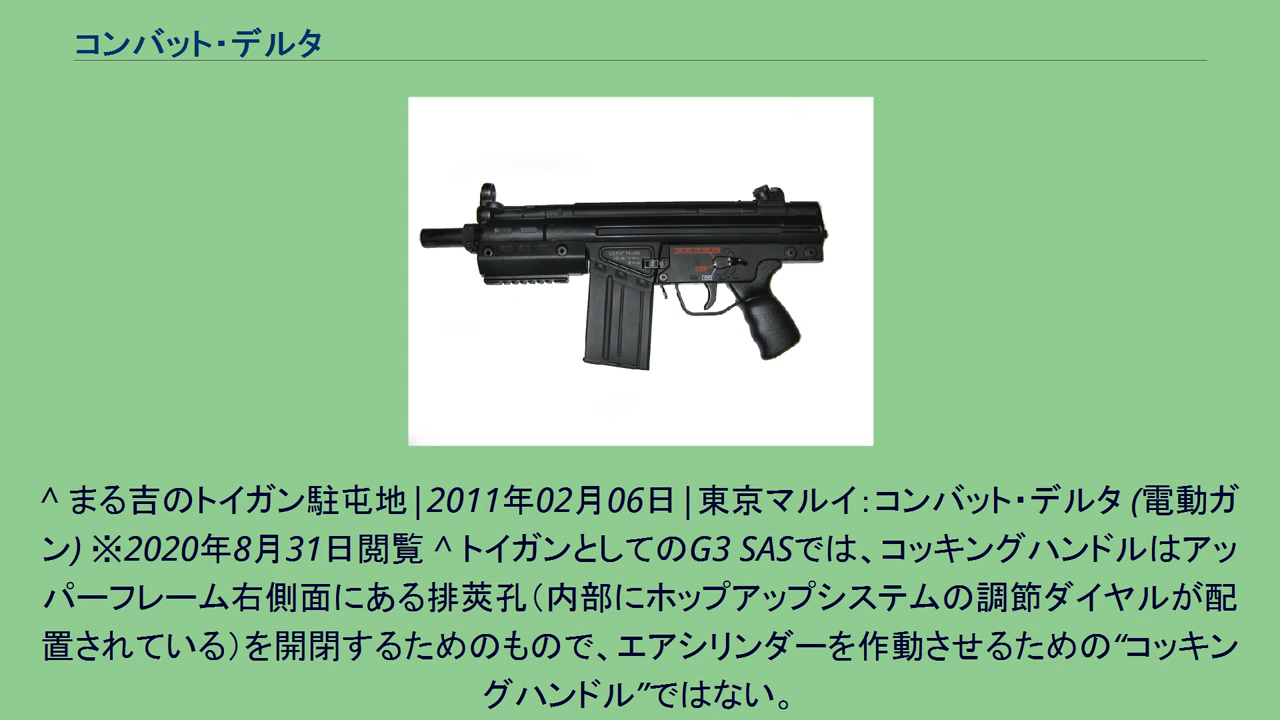 コンバット・デルタ
^ まる吉のトイガン駐屯地|2011年02月06日|東京マルイ：コンバット・デルタ (電動ガ
ン) ※2020年8月31日閲覧 ^ トイガンとしてのG3 SASでは、コッキングハンドルはアッ
パーフレーム右側面にある排莢孔（内部にホップアップシステムの調節ダイヤルが配
置されている）を開閉するためのもので、エアシリンダーを作動させるための“コッキン
グハンドル”ではない。